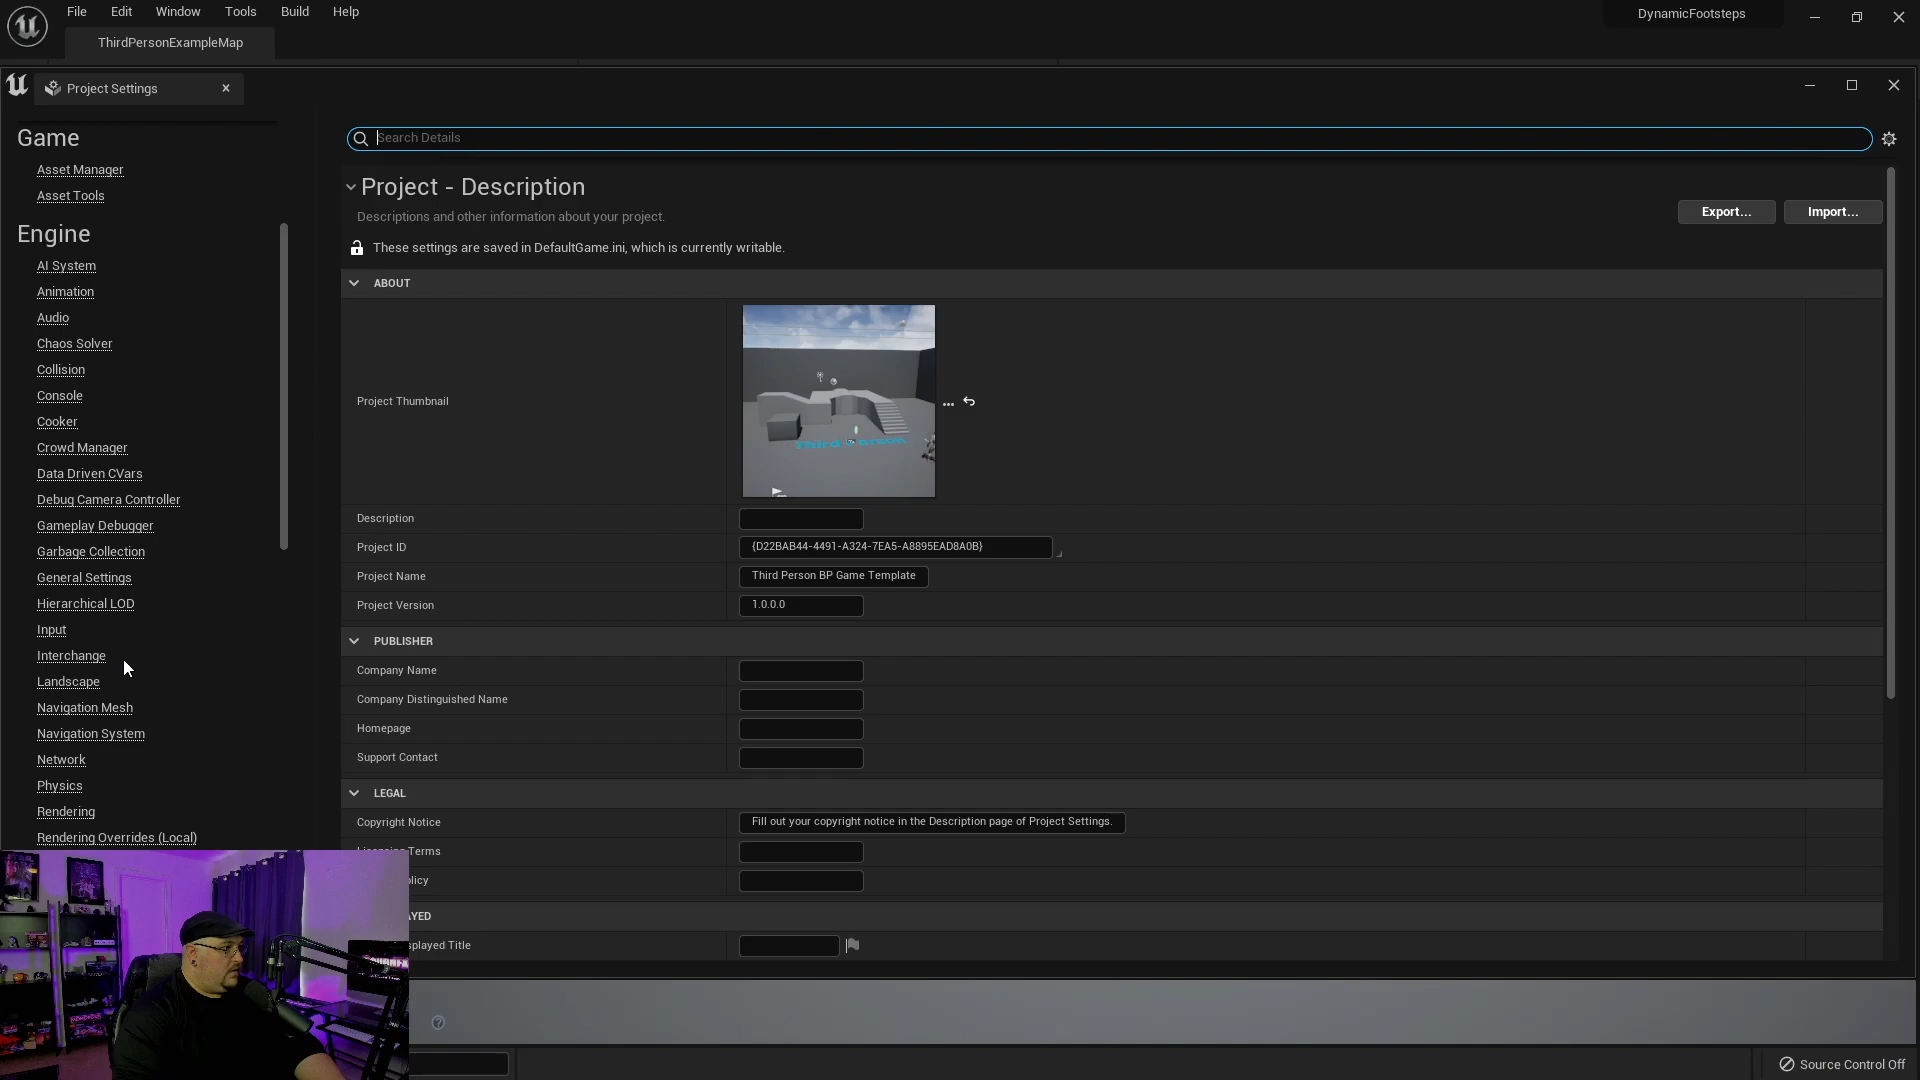 File Edit Window Tools Build Help
DynamicFootsteps
ThirdPersonExampleMap
Project Settings
Game
Asset Manager
Asset Tools
Engine
AI System
Animation
Audio
Chaos Solver
Collision
Console
Cooker
Crowd Manager
Data Driven CVars
Debug Camera Controller
Gameplay Debugger
Garbage Collection
General Settings
Hierarchical LOD
Input
Interchange
Landscape
Navigation Mesh
Navigation System
Network
Physics
Rendering
Rendering Overrides (Local)
Search Details
Project - Description
Descriptions and other information about your project.
Export... Import...
These settings are saved in DefaultGame.ini, which is currently writable.
ABOUT
Project Thumbnail
Third Person
Description
Project ID {D22BAB44-4491-A324-7EA5-A8895EAD8A0B}
Project Name Third Person BP Game Template
Project Version 1.0.0.0
PUBLISHER
Company Name
Company Distinguished Name
Homepage
Support Contact
LEGAL
Copyright Notice Fill out your copyright notice in the Description page of Project Settings.
Terms
olicy
AYED
splayed Title
Source Control Off